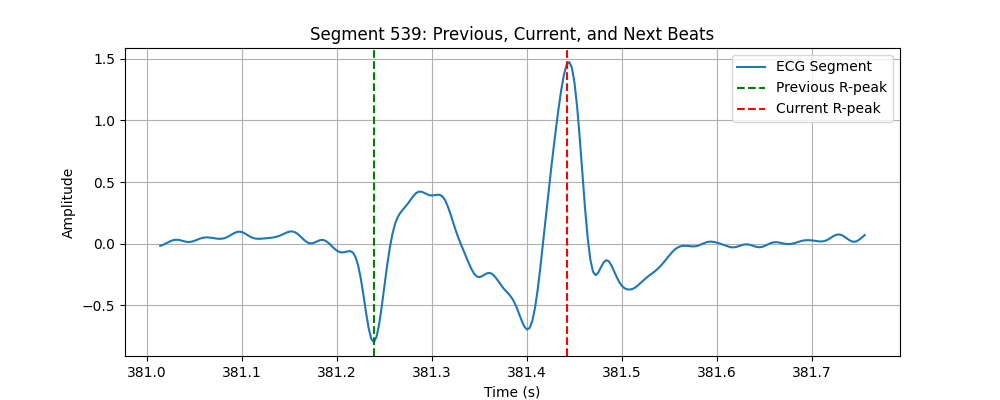 Segment 539: Previous, Current, and Next Beats
ECG Segment
Previous R-peak
Current R-peak
Amplitude
1.5
1.0
0.5
0.0
−0.5
381.0 381.1 381.2 381.3 381.4 381.5 381.6 381.7
Time (s)